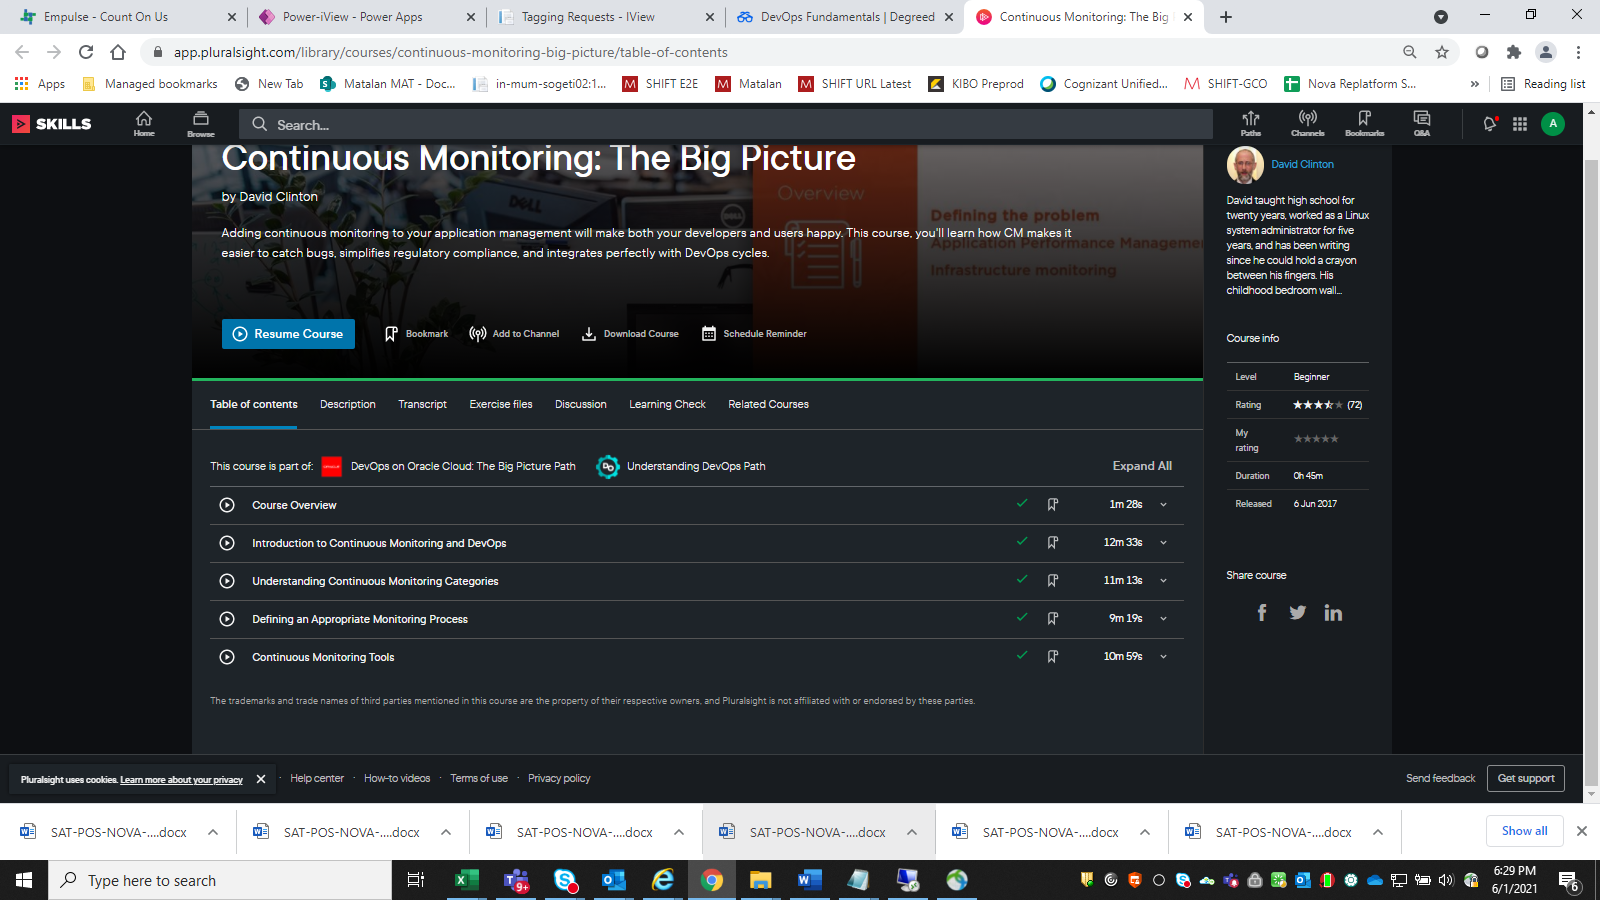 Empulse - Count On Us
Power-iView - Power Apps
Tagging Requests - IView
DevOps Fundamentals | Degreed
Continuous Monitoring: The Big
app.pluralsight.com/library/courses/continuous-monitoring-big-picture/table-of-contents
Apps
Managed bookmarks
New Tab
Matalan MAT - Doc...
in-mum-sogeti02:1...
SHIFT E2E
Matalan
SHIFT URL Latest
KIBO Preprod
Cognizant Unified...
SHIFT-GCO
Nova Replatform S...
»
Reading list
SKILLS
Home
Browse
Search...
Paths
Channels
Bookmarks
Q&A
A
Continuous Monitoring: The Big Picture
by David Clinton
Adding continuous monitoring to your application management will make both your developers and users happy. This course, you'll learn how CM makes it
easier to catch bugs, simplifies regulatory compliance, and integrates perfectly with DevOps cycles.
DELL
DELL
Overview
Defining the problem
Application Performance Managemen
Infrastructure monitoring
Resume Course
Bookmark
Add to Channel
Download Course
Schedule Reminder
David Clinton
David taught high school for
twenty years, worked as a Linux
system administrator for five
years, and has been writing
since he could hold a crayon
between his fingers. His
childhood bedroom wall...
Course info
Level Beginner
Rating (72)
My
rating
Duration 0h 45m
Released 6 Jun 2017
Share course
Table of contents
Description
Transcript
Exercise files
Discussion
Learning Check
Related Courses
This course is part of:
DevOps on Oracle Cloud: The Big Picture Path
Do
Understanding DevOps Path
Expand All
Course Overview 1m 28s
Introduction to Continuous Monitoring and DevOps 12m 33s
Understanding Continuous Monitoring Categories 11m 13s
Defining an Appropriate Monitoring Process 9m 19s
Continuous Monitoring Tools 10m 59s
The trademarks and trade names of third parties mentioned in this course are the property of their respective owners, and Pluralsight is not affiliated with or endorsed by these parties.
Pluralsight uses cookies. Learn more about your privacy
· Help center · How-to videos · Terms of use · Privacy policy
Send feedback
Get support
SAT-POS-NOVA-....docx
SAT-POS-NOVA-....docx
SAT-POS-NOVA-....docx
SAT-POS-NOVA-....docx
SAT-POS-NOVA-....docx
SAT-POS-NOVA-....docx
Show all
Type here to search
9+
6:29 PM
6/1/2021
6